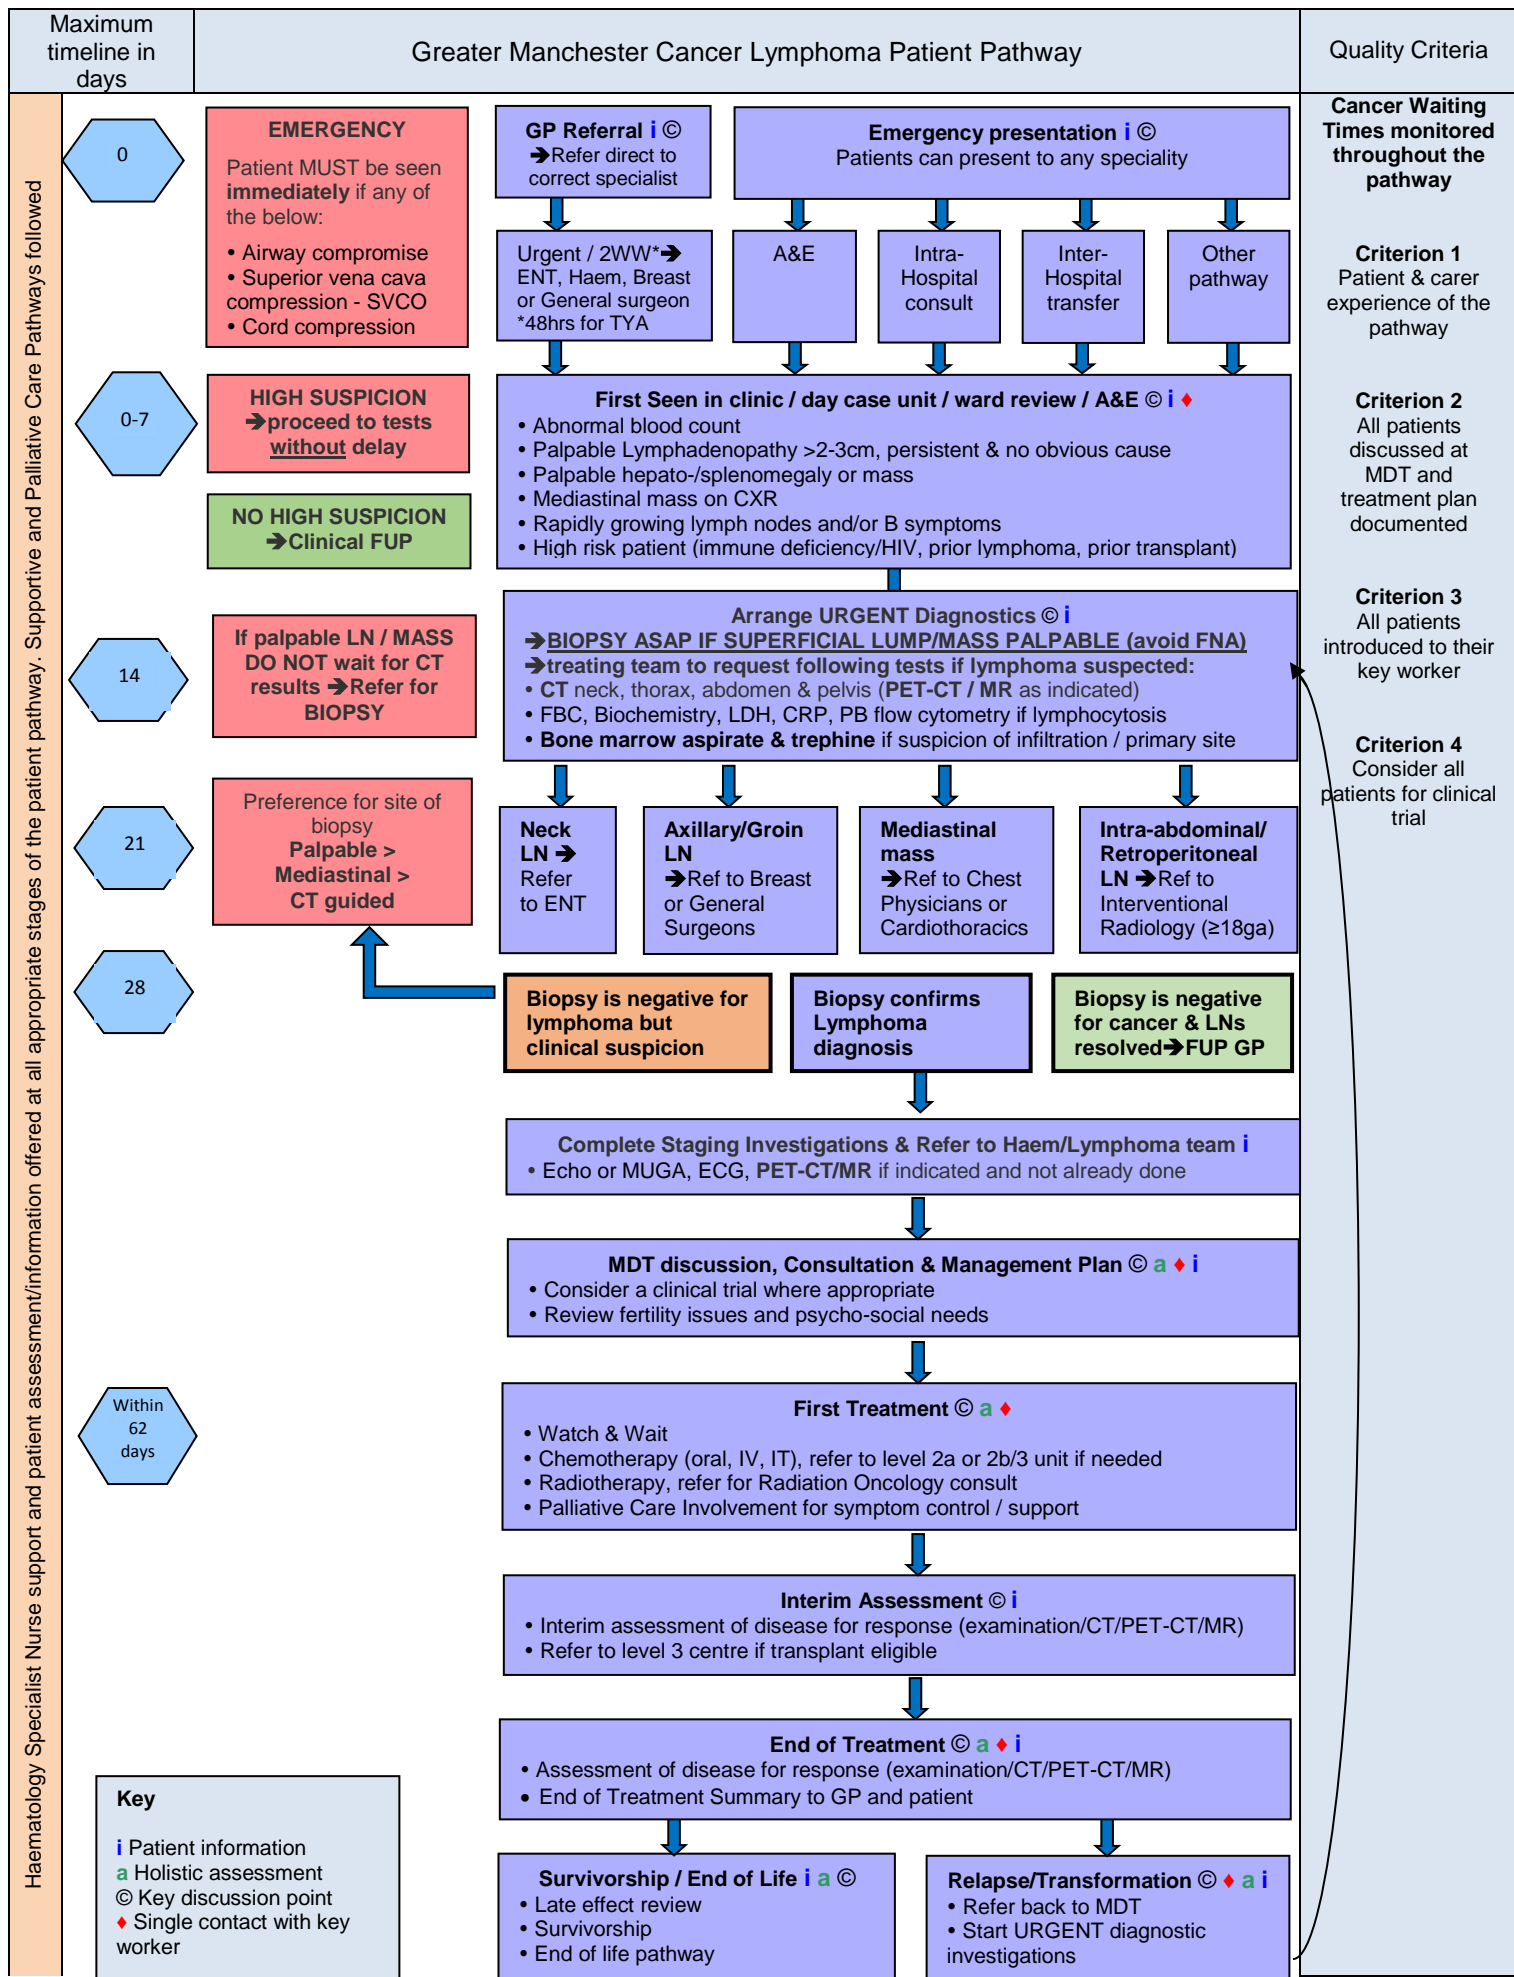 Maximum
timeline in
days
Greater Manchester Cancer Lymphoma Patient Pathway
Quality Criteria
Haematology Specialist Nurse support and patient assessment/information offered at all appropriate stages of the patient pathway. Supportive and Palliative Care Pathways followed
0
EMERGENCY
Patient MUST be seen
immediately if any of
the below:
• Airway compromise
• Superior vena cava
compression - SVCO
• Cord compression
GP Referral i ©
➔Refer direct to
correct specialist
Emergency presentation i ©
Patients can present to any speciality
Urgent / 2WW*➔
ENT, Haem, Breast
or General surgeon
*48hrs for TYA
A&E
Intra-
Hospital
consult
Inter-
Hospital
transfer
Other
pathway
Cancer Waiting
Times monitored
throughout the
pathway
Criterion 1
Patient & carer
experience of the
pathway
Criterion 2
All patients
discussed at
MDT and
treatment plan
documented
Criterion 3
All patients
introduced to their
key worker
Criterion 4
Consider all
patients for clinical
trial
0-7
HIGH SUSPICION
➔proceed to tests
without delay
NO HIGH SUSPICION
➔Clinical FUP
First Seen in clinic / day case unit / ward review / A&E © i ♦
• Abnormal blood count
• Palpable Lymphadenopathy >2-3cm, persistent & no obvious cause
• Palpable hepato-/splenomegaly or mass
• Mediastinal mass on CXR
• Rapidly growing lymph nodes and/or B symptoms
• High risk patient (immune deficiency/HIV, prior lymphoma, prior transplant)
14
If palpable LN / MASS
DO NOT wait for CT
results ➔Refer for
BIOPSY
Arrange URGENT Diagnostics © i
➔BIOPSY ASAP IF SUPERFICIAL LUMP/MASS PALPABLE (avoid FNA)
➔treating team to request following tests if lymphoma suspected:
• CT neck, thorax, abdomen & pelvis (PET-CT / MR as indicated)
• FBC, Biochemistry, LDH, CRP, PB flow cytometry if lymphocytosis
• Bone marrow aspirate & trephine if suspicion of infiltration / primary site
21
Preference for site of
biopsy
Palpable >
Mediastinal >
CT guided
Neck
LN ➔
Refer
to ENT
Axillary/Groin
LN
➔Ref to Breast
or General
Surgeons
Mediastinal
mass
➔Ref to Chest
Physicians or
Cardiothoracics
Intra-abdominal/
Retroperitoneal
LN ➔Ref to
Interventional
Radiology (≥18ga)
28
Biopsy is negative for
lymphoma but
clinical suspicion
Biopsy confirms
Lymphoma
diagnosis
Biopsy is negative
for cancer & LNs
resolved➔FUP GP
Complete Staging Investigations & Refer to Haem/Lymphoma team i
• Echo or MUGA, ECG, PET-CT/MR if indicated and not already done
MDT discussion, Consultation & Management Plan © a ♦ i
• Consider a clinical trial where appropriate
• Review fertility issues and psycho-social needs
Within
62
days
First Treatment © a ♦
• Watch & Wait
• Chemotherapy (oral, IV, IT), refer to level 2a or 2b/3 unit if needed
• Radiotherapy, refer for Radiation Oncology consult
• Palliative Care Involvement for symptom control / support
Interim Assessment © i
• Interim assessment of disease for response (examination/CT/PET-CT/MR)
• Refer to level 3 centre if transplant eligible
End of Treatment © a ♦ i
• Assessment of disease for response (examination/CT/PET-CT/MR)
• End of Treatment Summary to GP and patient
Key
i Patient information
a Holistic assessment
© Key discussion point
♦ Single contact with key
worker
Survivorship / End of Life i a ©
• Late effect review
• Survivorship
• End of life pathway
Relapse/Transformation © ♦ a i
• Refer back to MDT
• Start URGENT diagnostic
investigations